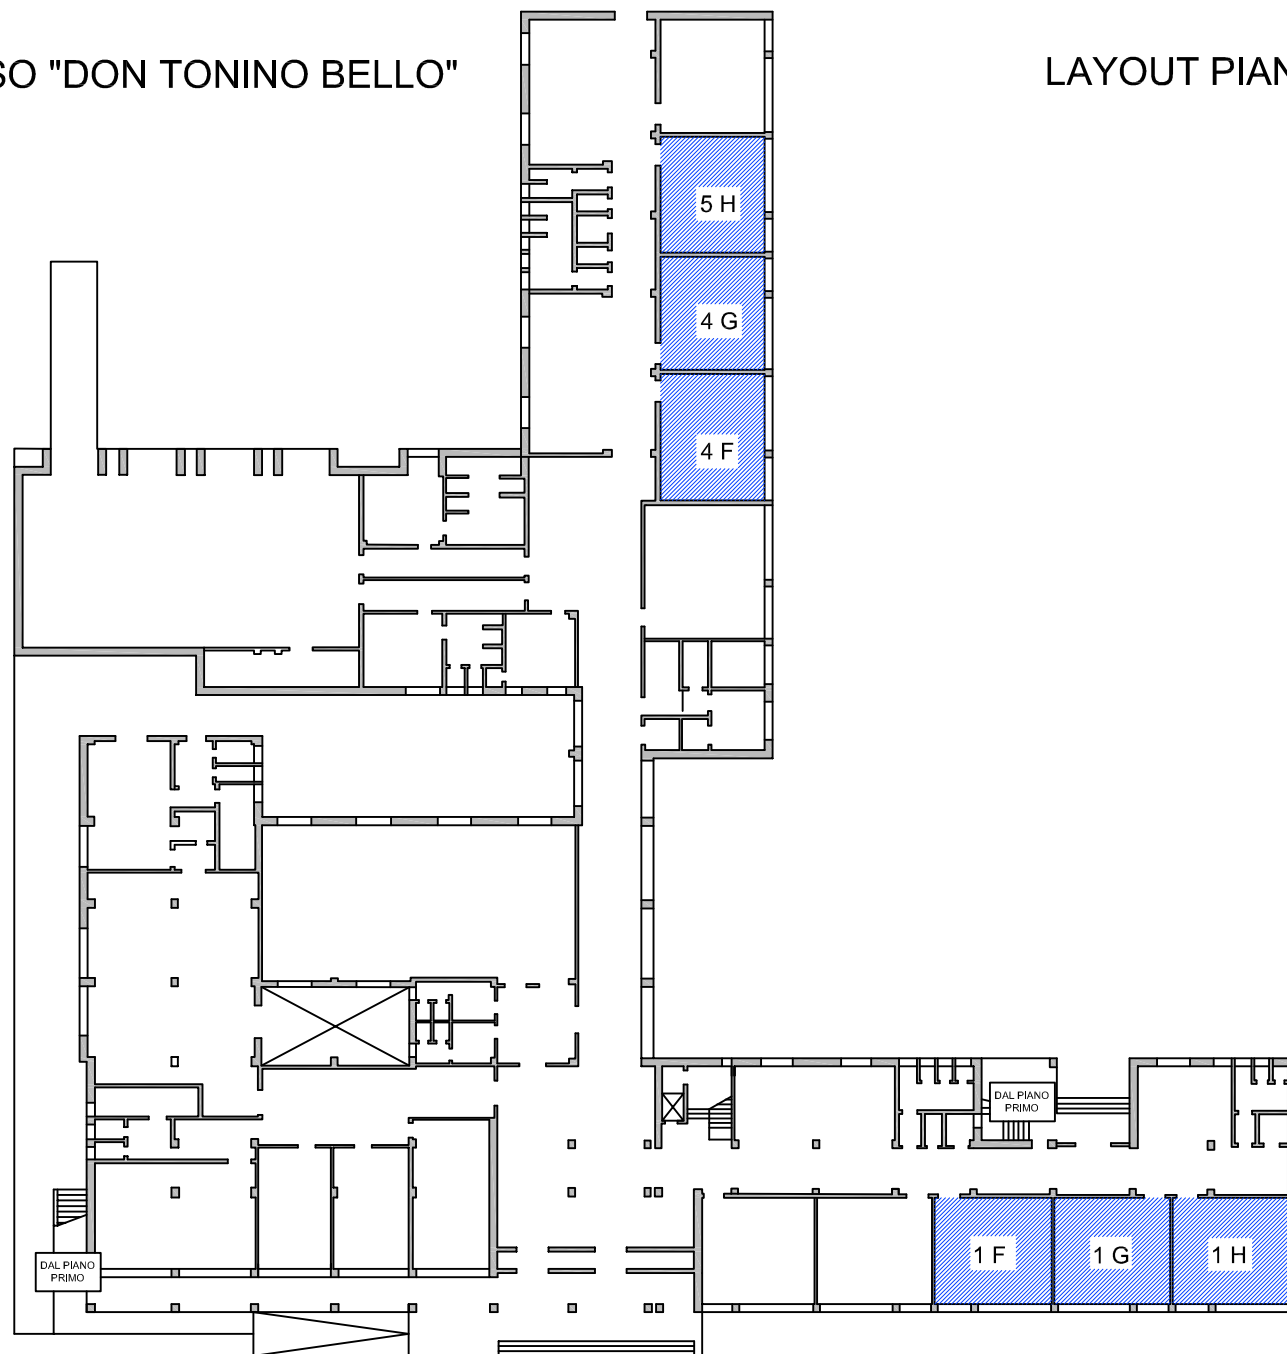 SO "DON TONINO BELLO"
LAYOUT PIAN
5 H
4 G
4 F
DAL PIANO
PRIMO
1 F
1 G
1 H
DAL PIANO
PRIMO